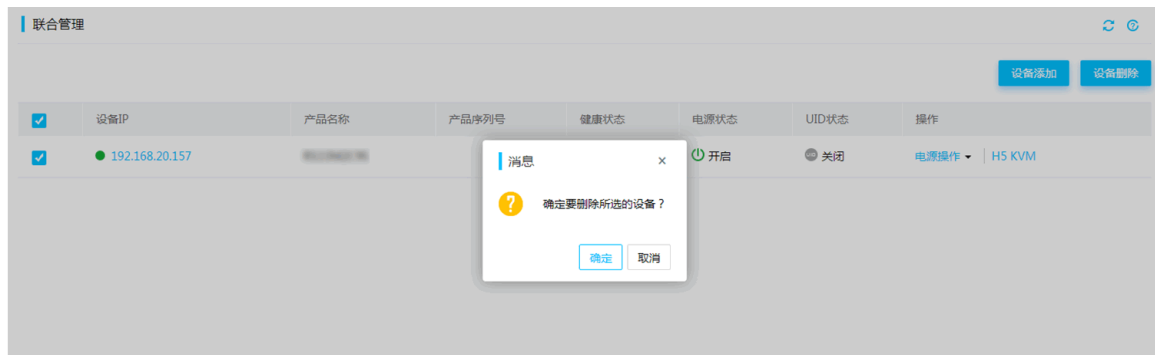 联合管理
设备添加 设备删除
设备IP 产品名称 产品序列号 健康状态 电源状态 UID状态 操作
192.168.20.157 开启 UID 关闭 电源操作 H5 KVM
消息 ×
? 确定要删除所选的设备？
确定 取消